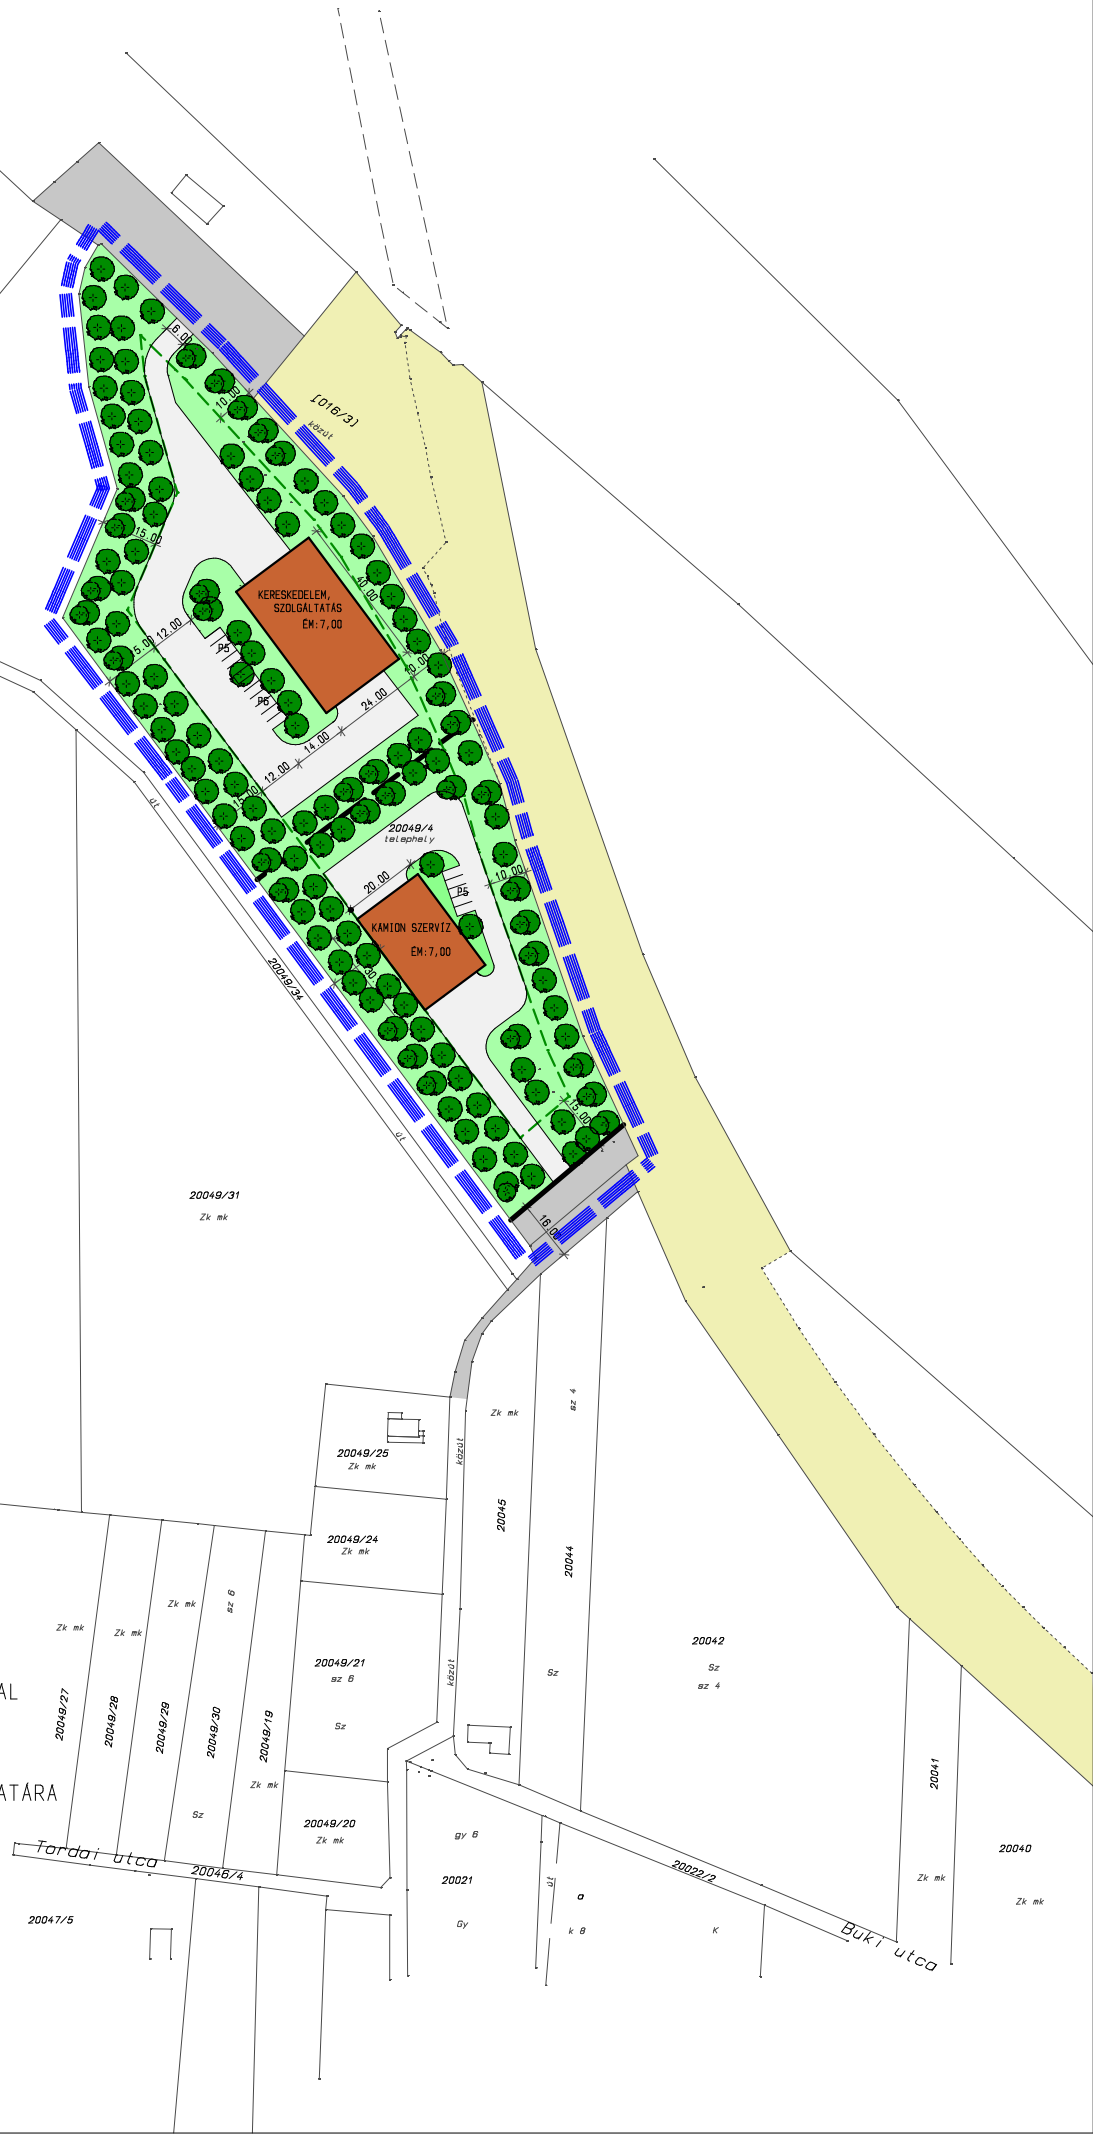 6.00
10.00
[016/3]
közút
15.00
40.00
KERESKEDELEM,
SZOLGÁLTATÁS
ÉM:7,00
12.00
5.00
P5
P6
24.00
14.00
12.00
15.00
20049/4
telephely
20.00
P5
10.00
KAMION SZERVÍZ
ÉM:7,00
út
20049/34
30
15.00
út
16.00
20049/31
Zk mk
20049/25
Zk mk
közút
Zk mk
sz 4
20045
20044
20049/24
Zk mk
Zk mk
Zk mk
Zk mk
sz 6
20049/21
sz 6
Sz
közút
Sz
20042
Sz
sz 4
AL
20049/27
20049/28
20049/29
20049/30
20049/19
Zk mk
Sz
ATÁRA
20049/20
Zk mk
20041
Zk mk
20040
Zk mk
Tordai utca
20046/4
20047/5
gy 6
20021
Gy
út
a
k 8
K
20022/2
Buki utca